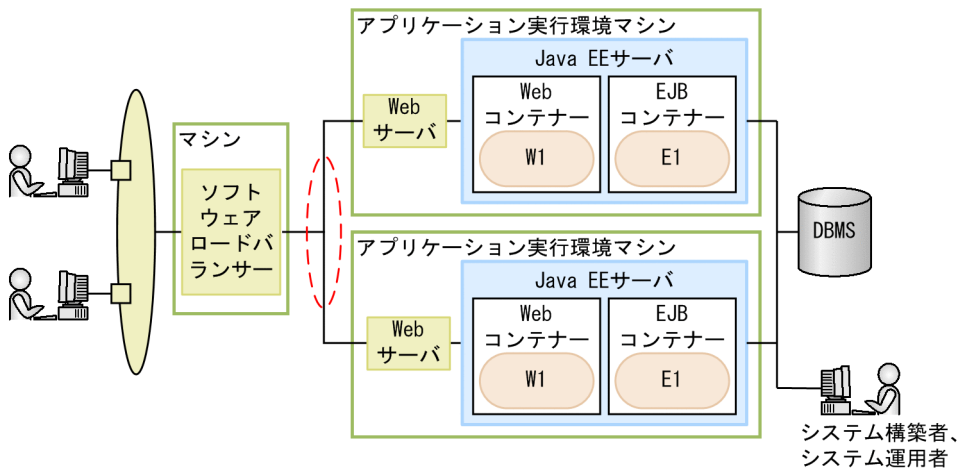 アプリケーション実行環境マシン
Java EEサーバ
Web
サーバ
Web
コンテナー
W1
EJB
コンテナー
E1
マシン
ソフト
ウェア
ロードバ
ランサー
アプリケーション実行環境マシン
Java EEサーバ
Web
サーバ
Web
コンテナー
W1
EJB
コンテナー
E1
DBMS
システム構築者、
システム運用者